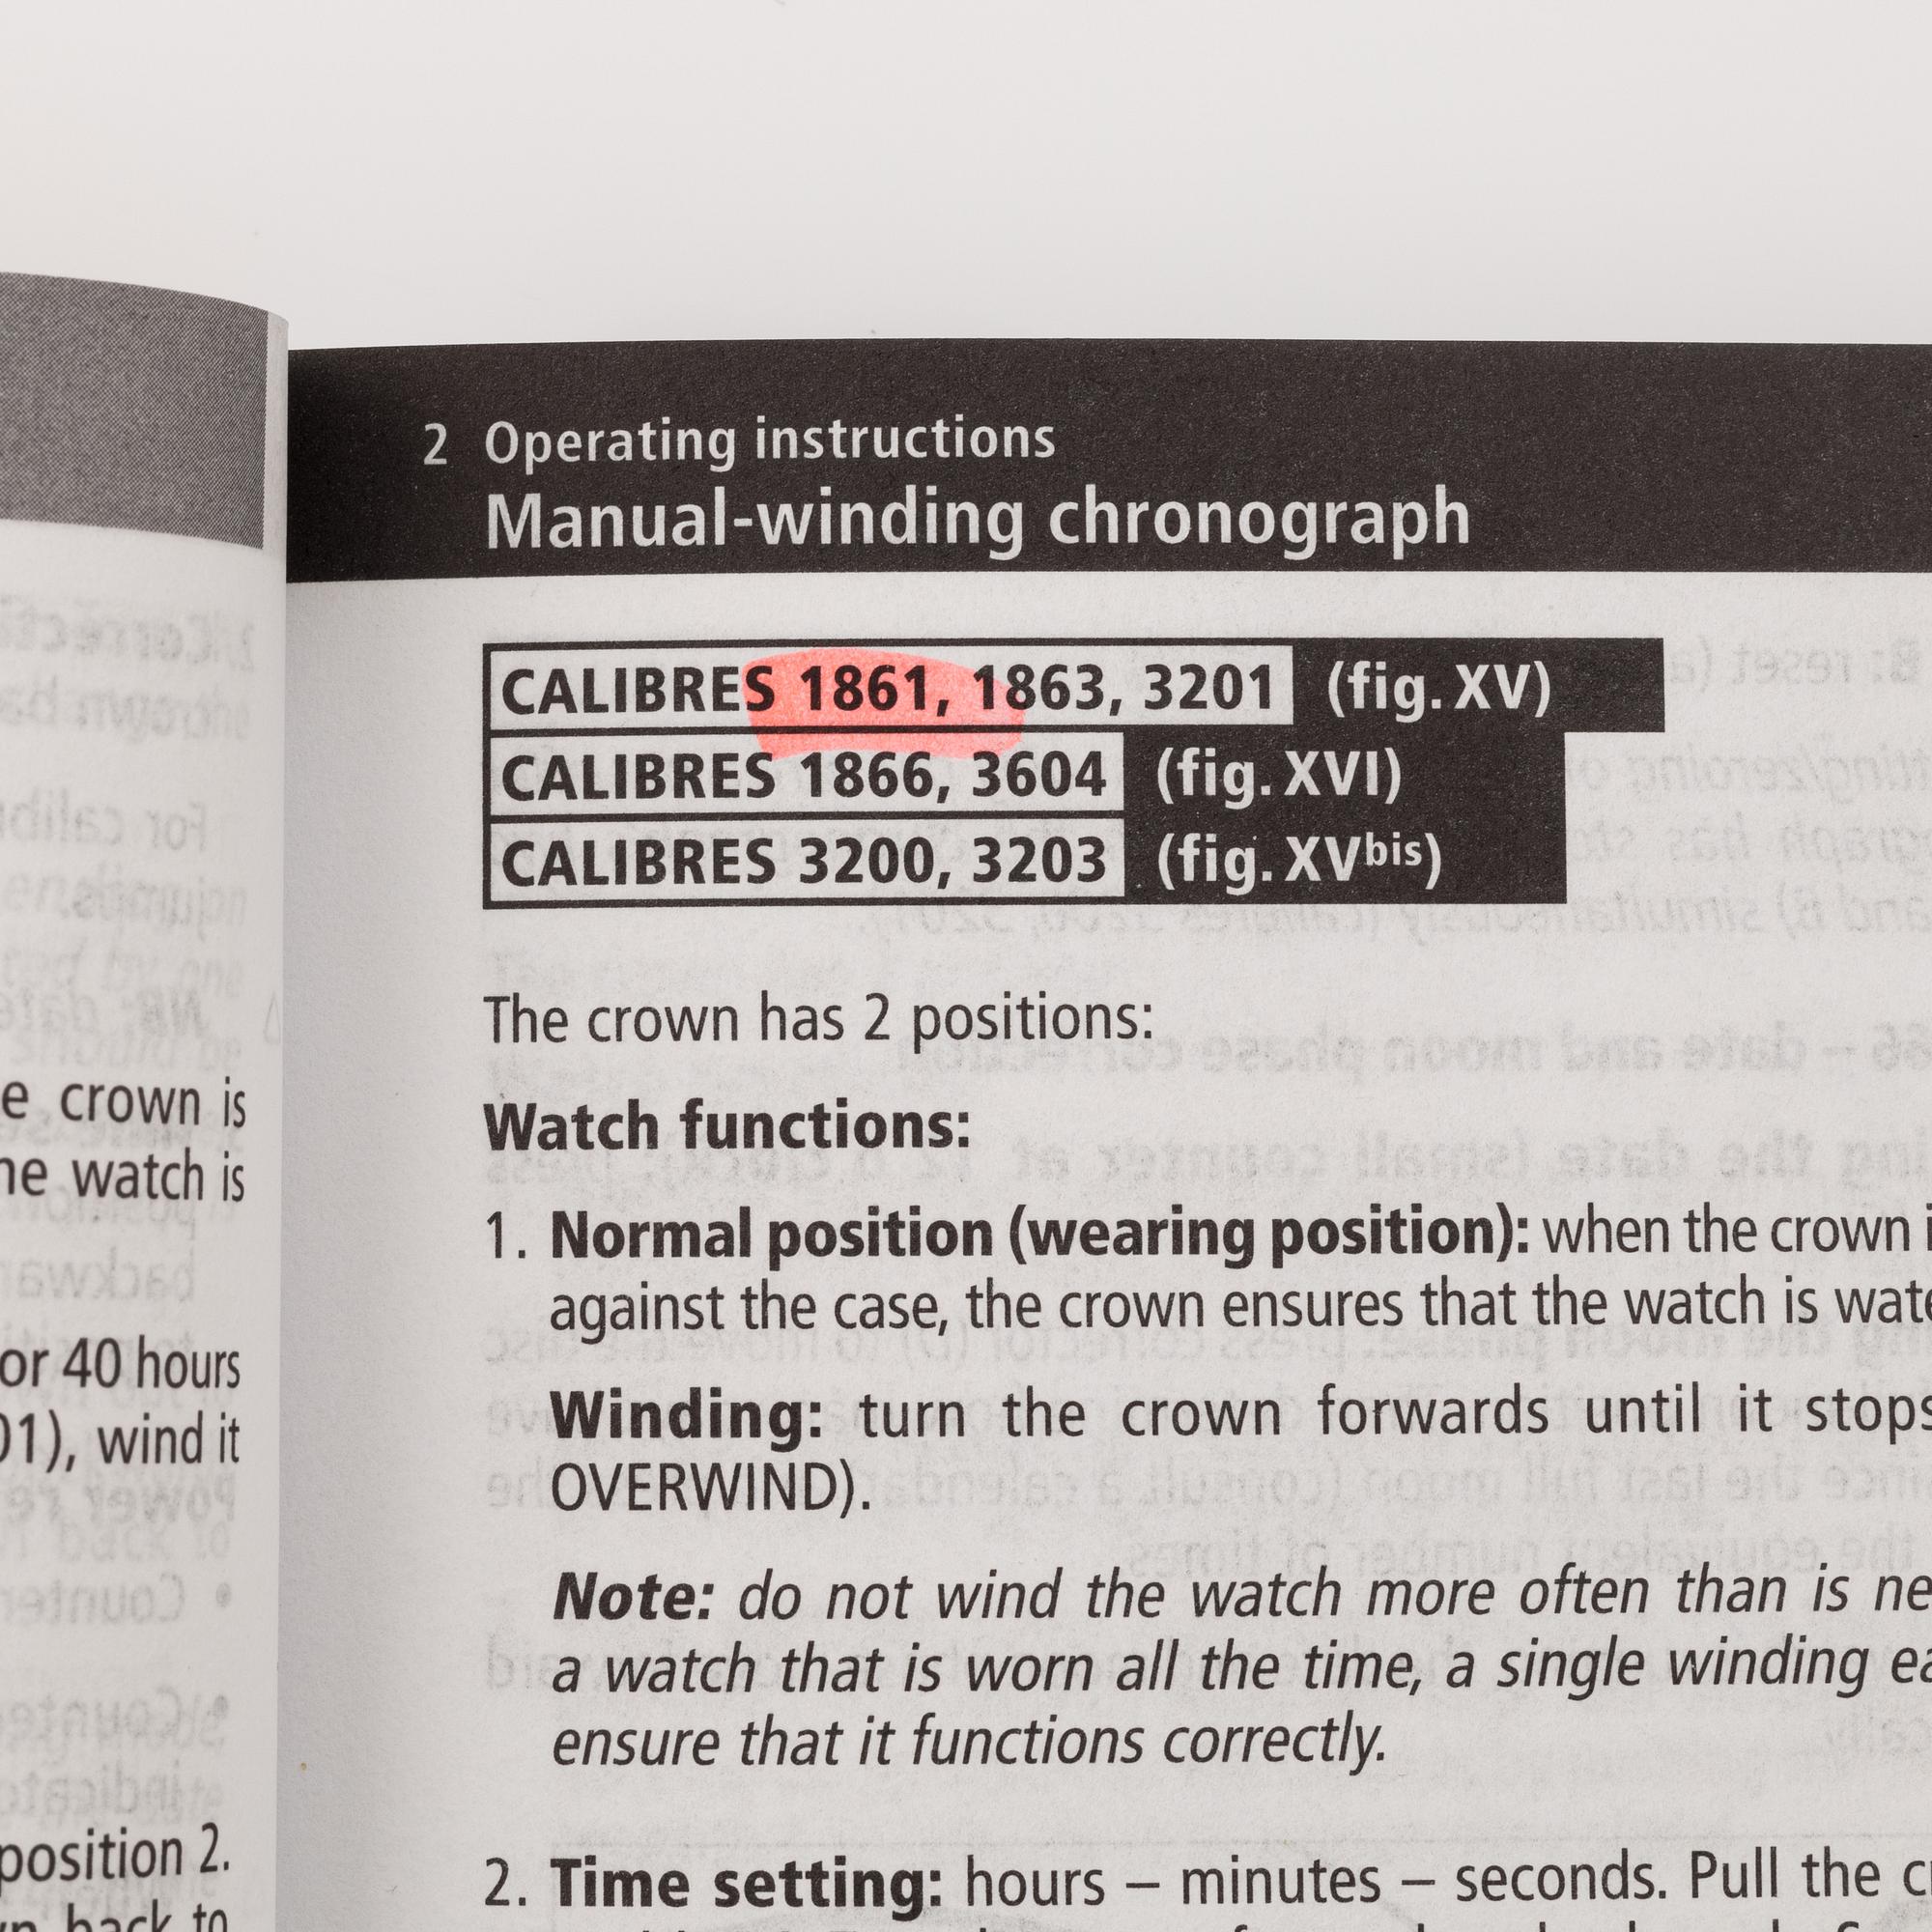 e crown is
he watch is
or 40 hours
01), wind it
position 2.
back to
2 Operating instructions
Manual-winding chronograph
CALIBRES 1861, 1863, 3201 (fig. XV)
CALIBRES 1866, 3604 (fig. XVI)
CALIBRES 3200, 3203 (fig. XVbis)
The crown has 2 positions:
Watch functions:
1. Normal position (wearing position): when the crown i
against the case, the crown ensures that the watch is wate
Winding: turn the crown forwards until it stops
OVERWIND).
Note: do not wind the watch more often than is ne
a watch that is worn all the time, a single winding ea
ensure that it functions correctly.
2. Time setting: hours – minutes – seconds. Pull the c